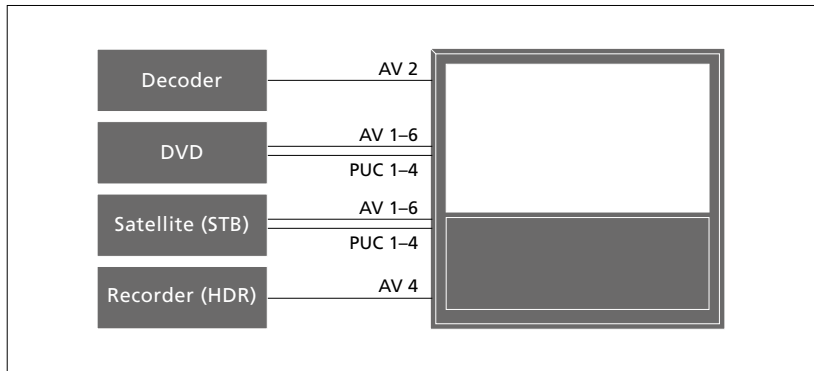 Decoder
AV 2
DVD
AV 1–6
PUC 1–4
Satellite (STB)
AV 1–6
PUC 1–4
Recorder (HDR)
AV 4